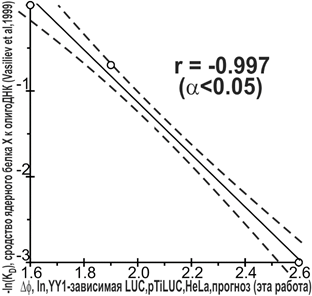 -ln(K_D), сродство ядерного белка X к олигоДНК (Vasiliev et al,1999)
r = -0.997
(α<0.05)
-1
-2
-3
1.6 1.8 2.0 2.2 2.4 2.6
Δϕ, ln,YY1-зависимая LUC,pTiLUC,HeLa,прогноз (эта работа)